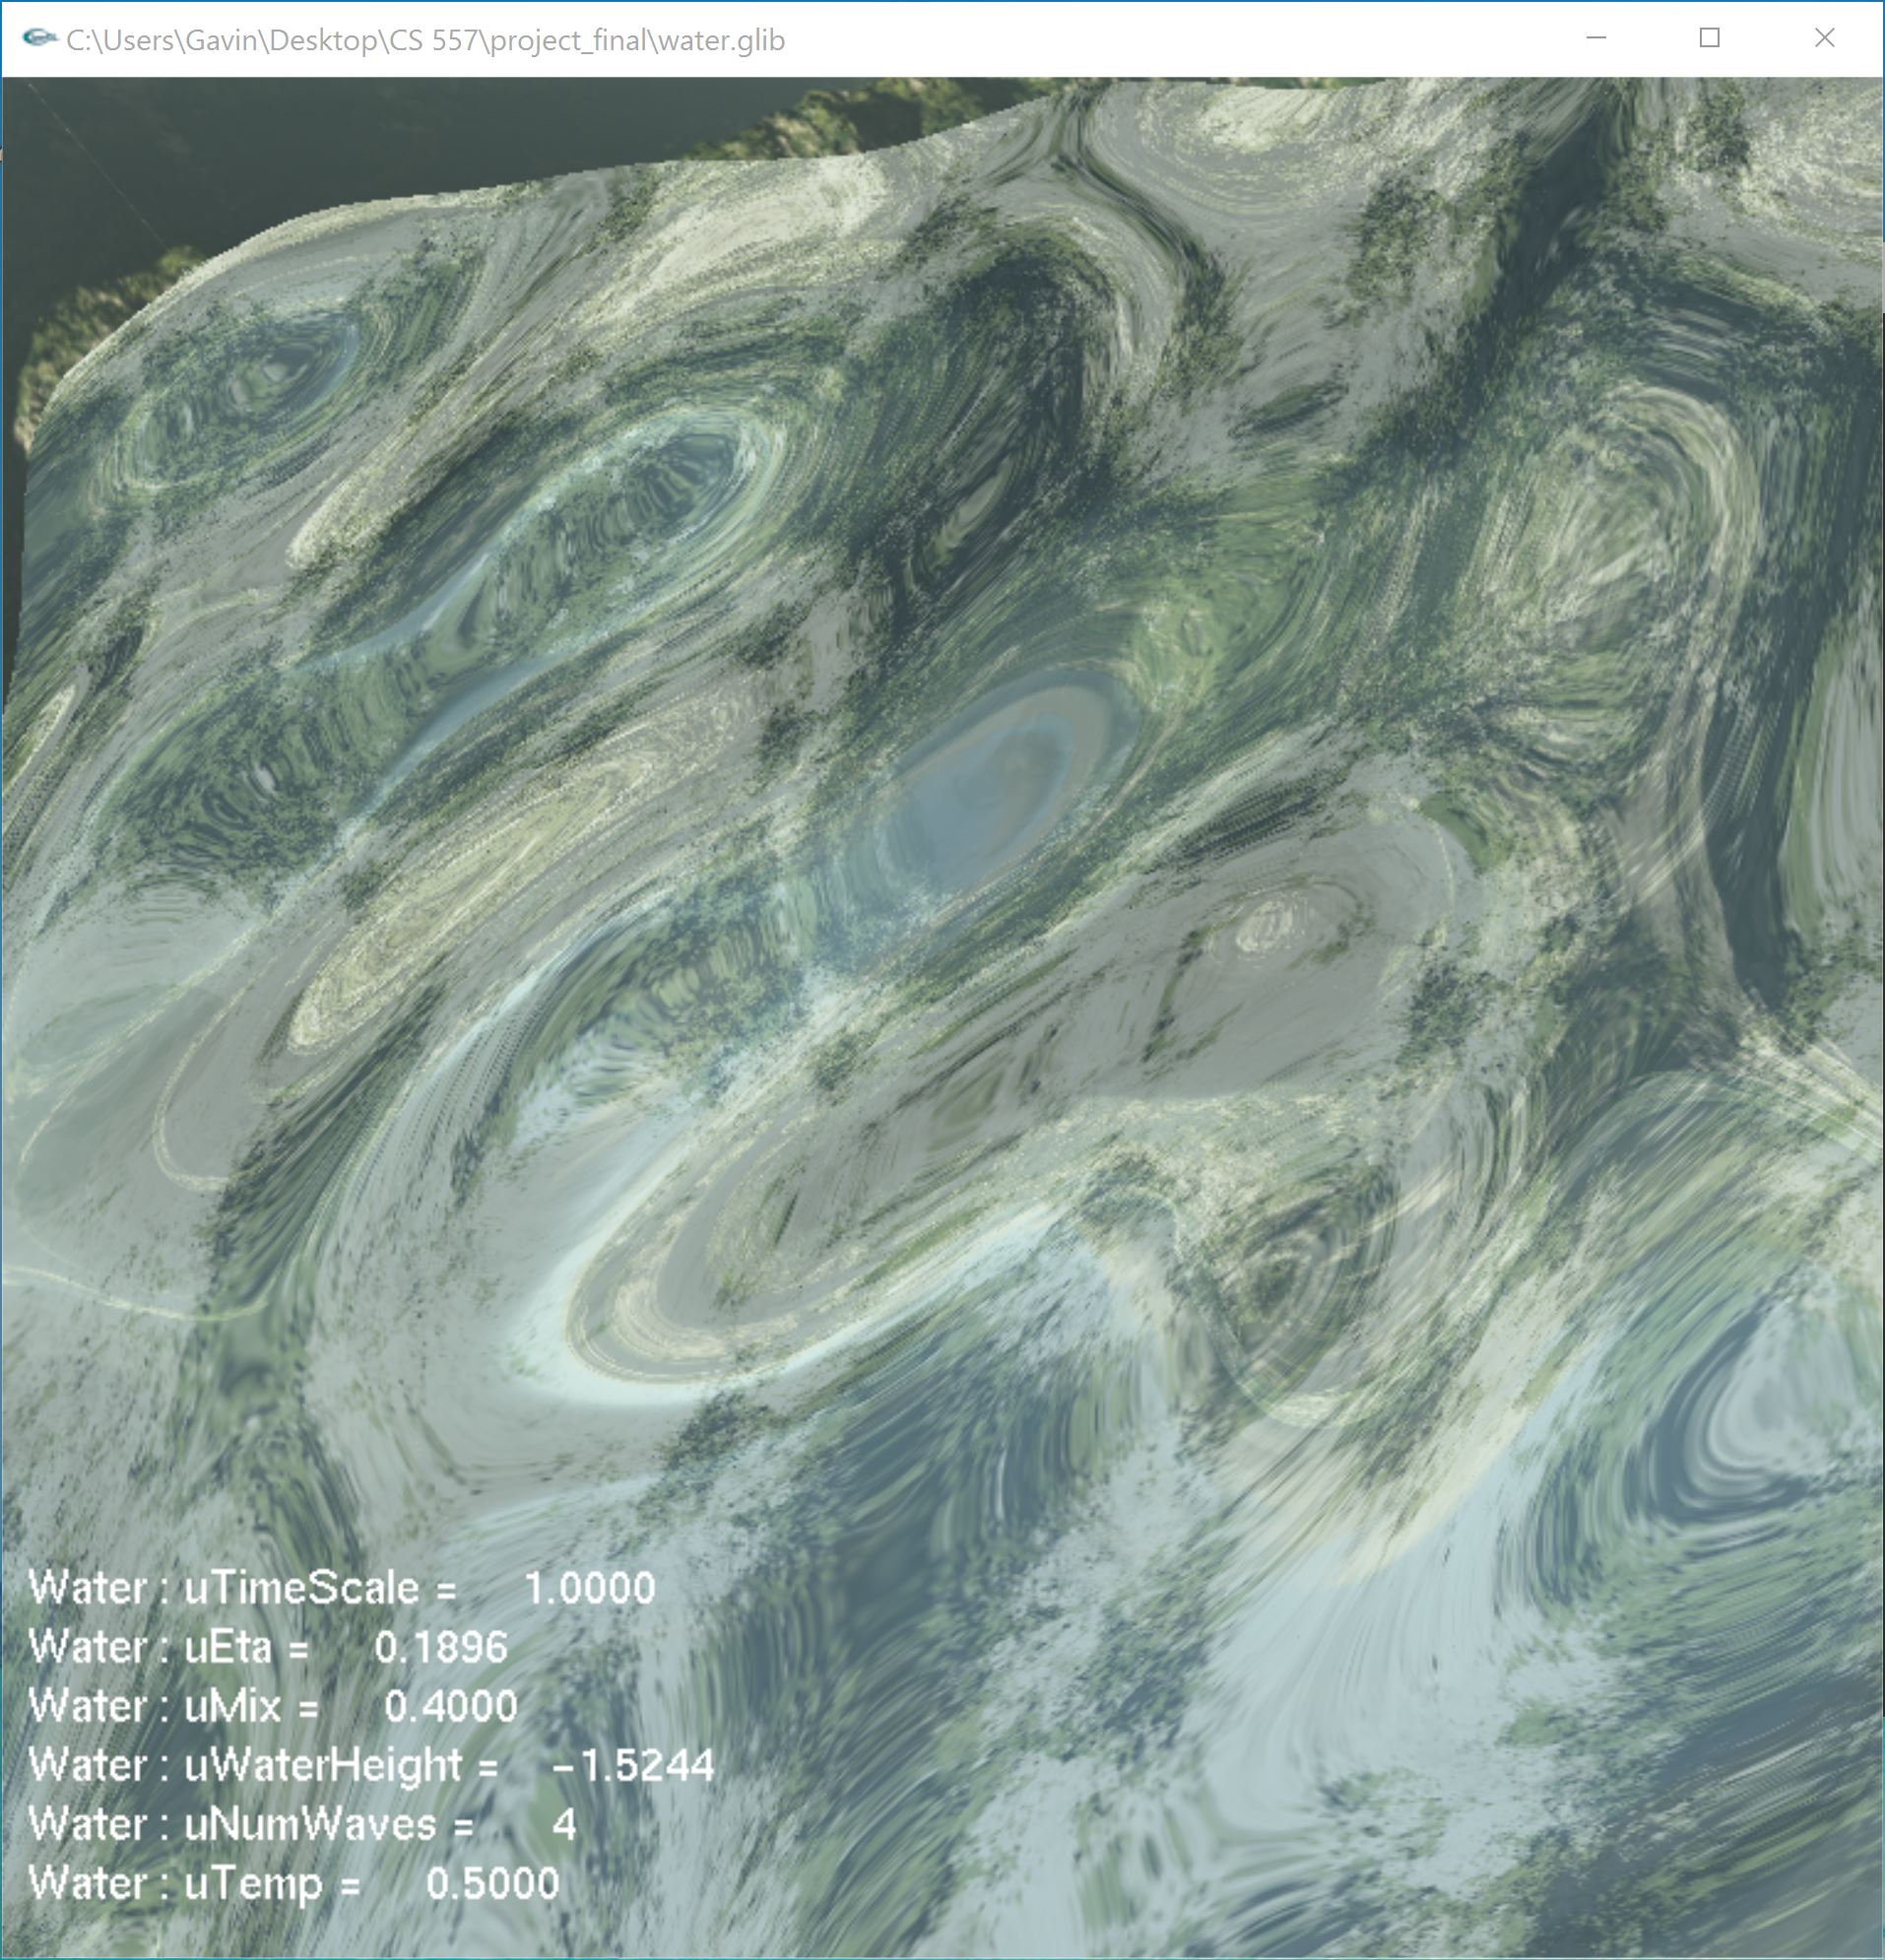 C:\Users\Gavin\Desktop\CS 557\project_final\water.glib
Water : uTimeScale = 1.0000
Water : uEta = 0.1896
Water : uMix = 0.4000
Water : uWaterHeight = -1.5244
Water : uNumWaves = 4
Water : uTemp = 0.5000